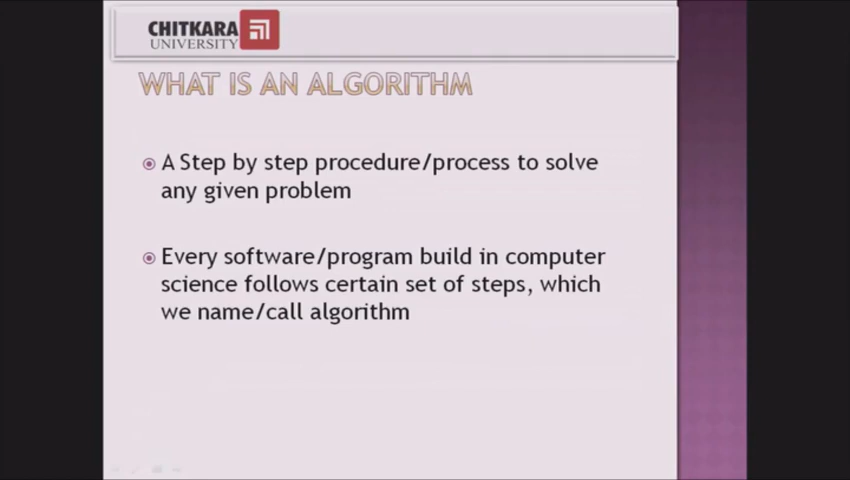 CHITKARA
UNIVERSITY
WHAT IS AN ALGORITHM
A Step by step procedure/process to solve
any given problem
Every software/program build in computer
science follows certain set of steps, which
we name/call algorithm